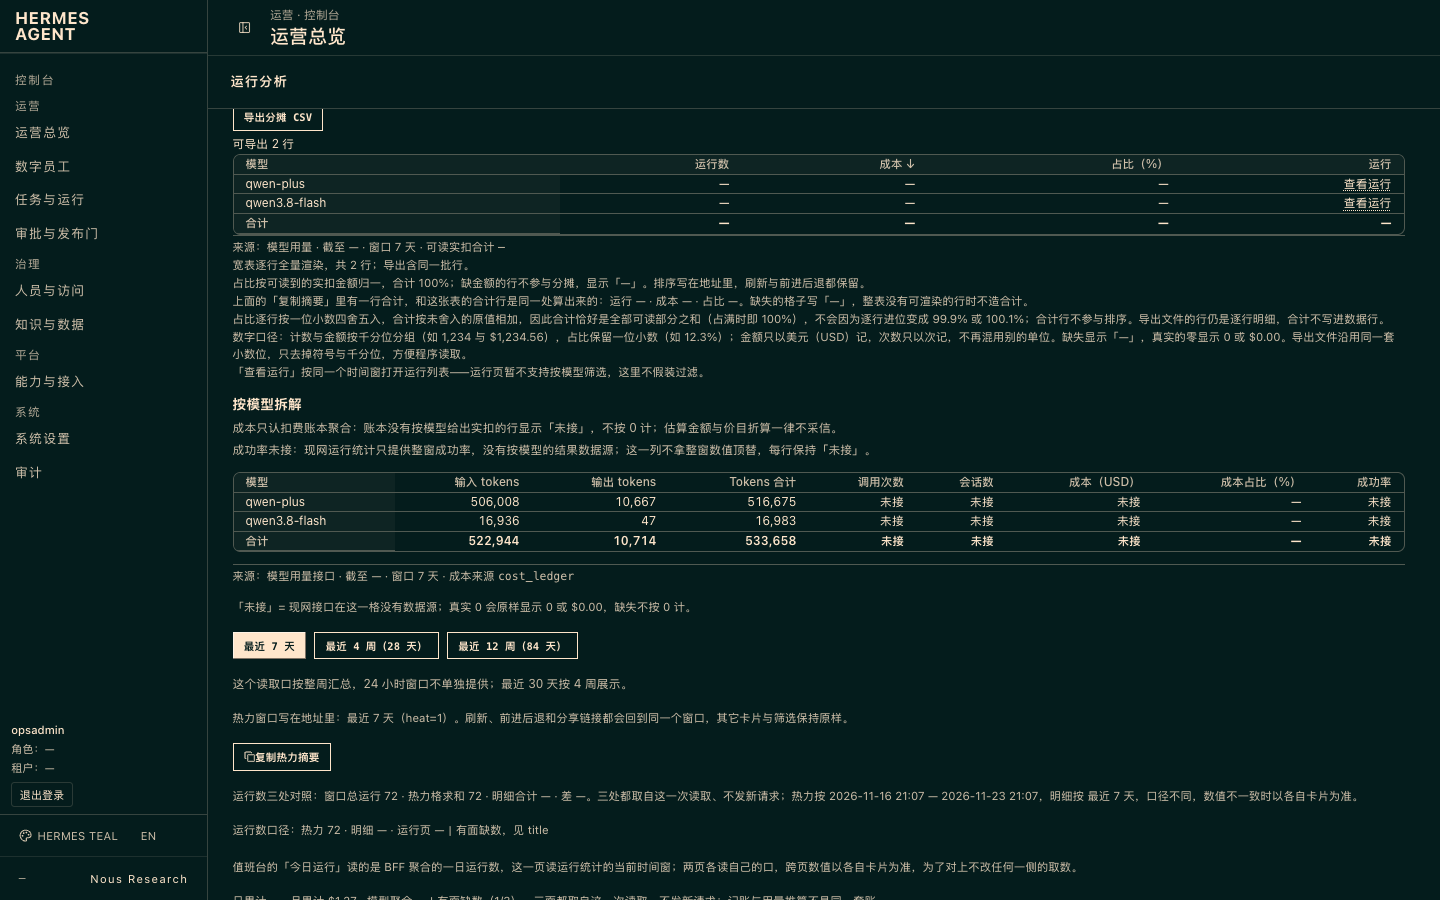 HERMES
AGENT
控制台
运营
运营总览
数字员工
任务与运行
审批与发布门
治理
人员与访问
知识与数据
平台
能力与接入
系统
系统设置
审计
opsadmin
角色：—
租户：—
退出登录
HERMES TEAL EN
— Nous Research
运营 · 控制台
运营总览
运行分析
导出分摊 CSV
可导出 2 行
模型 运行数 成本 ↓ 占比（%） 运行
qwen-plus — — — 查看运行
qwen3.8-flash — — — 查看运行
合计 — — — —
来源：模型用量 · 截至 — · 窗口 7 天 · 可读实扣合计 —
宽表逐行全量渲染，共 2 行；导出含同一批行。
占比按可读到的实扣金额归一，合计 100%；缺金额的行不参与分摊，显示「—」。排序写在地址里，刷新与前进后退都保留。
上面的「复制摘要」里有一行合计，和这张表的合计行是同一处算出来的：运行 — · 成本 — · 占比 —。缺失的格子写「—」，整表没有可渲染的行时不造合计。
占比逐行按一位小数四舍五入，合计按未舍入的原值相加，因此合计恰好是全部可读部分之和（占满时即 100%），不会因为逐行进位变成 99.9% 或 100.1%；合计行不参与排序。导出文件的行仍是逐行明细，合计不写进数据行。
数字口径：计数与金额按千分位分组（如 1,234 与 $1,234.56），占比保留一位小数（如 12.3%）；金额只以美元（USD）记，次数只以次记，不再混用别的单位。缺失显示「—」，真实的零显示 0 或 $0.00。导出文件沿用同一套
小数位，只去掉符号与千分位，方便程序读取。
「查看运行」按同一个时间窗打开运行列表——运行页暂不支持按模型筛选，这里不假装过滤。
按模型拆解
成本只认扣费账本聚合：账本没有按模型给出实扣的行显示「未接」，不按 0 计；估算金额与价目折算一律不采信。
成功率未接：现网运行统计只提供整窗成功率，没有按模型的结果数据源；这一列不拿整窗数值顶替，每行保持「未接」。
模型 输入 tokens 输出 tokens Tokens 合计 调用次数 会话数 成本（USD） 成本占比（%） 成功率
qwen-plus 506,008 10,667 516,675 未接 未接 未接 — 未接
qwen3.8-flash 16,936 47 16,983 未接 未接 未接 — 未接
合计 522,944 10,714 533,658 未接 未接 未接 — 未接
来源：模型用量接口 · 截至 — · 窗口 7 天 · 成本来源 cost_ledger
「未接」= 现网接口在这一格没有数据源；真实 0 会原样显示 0 或 $0.00，缺失不按 0 计。
最近 7 天 最近 4 周（28 天） 最近 12 周（84 天）
这个读取口按整周汇总，24 小时窗口不单独提供；最近 30 天按 4 周展示。
热力窗口写在地址里：最近 7 天（heat=1）。刷新、前进后退和分享链接都会回到同一个窗口，其它卡片与筛选保持原样。
复制热力摘要
运行数三处对照：窗口总运行 72 · 热力格求和 72 · 明细合计 — · 差 —。三处都取自这一次读取、不发新请求；热力按 2026-11-16 21:07 — 2026-11-23 21:07，明细按 最近 7 天，口径不同，数值不一致时以各自卡片为准。
运行数口径：热力 72 · 明细 — · 运行页 — | 有面缺数，见 title
值班台的「今日运行」读的是 BFF 聚合的一日运行数，这一页读运行统计的当前时间窗；两页各读自己的口，跨页数值以各自卡片为准，为了对上不改任何一侧的取数。